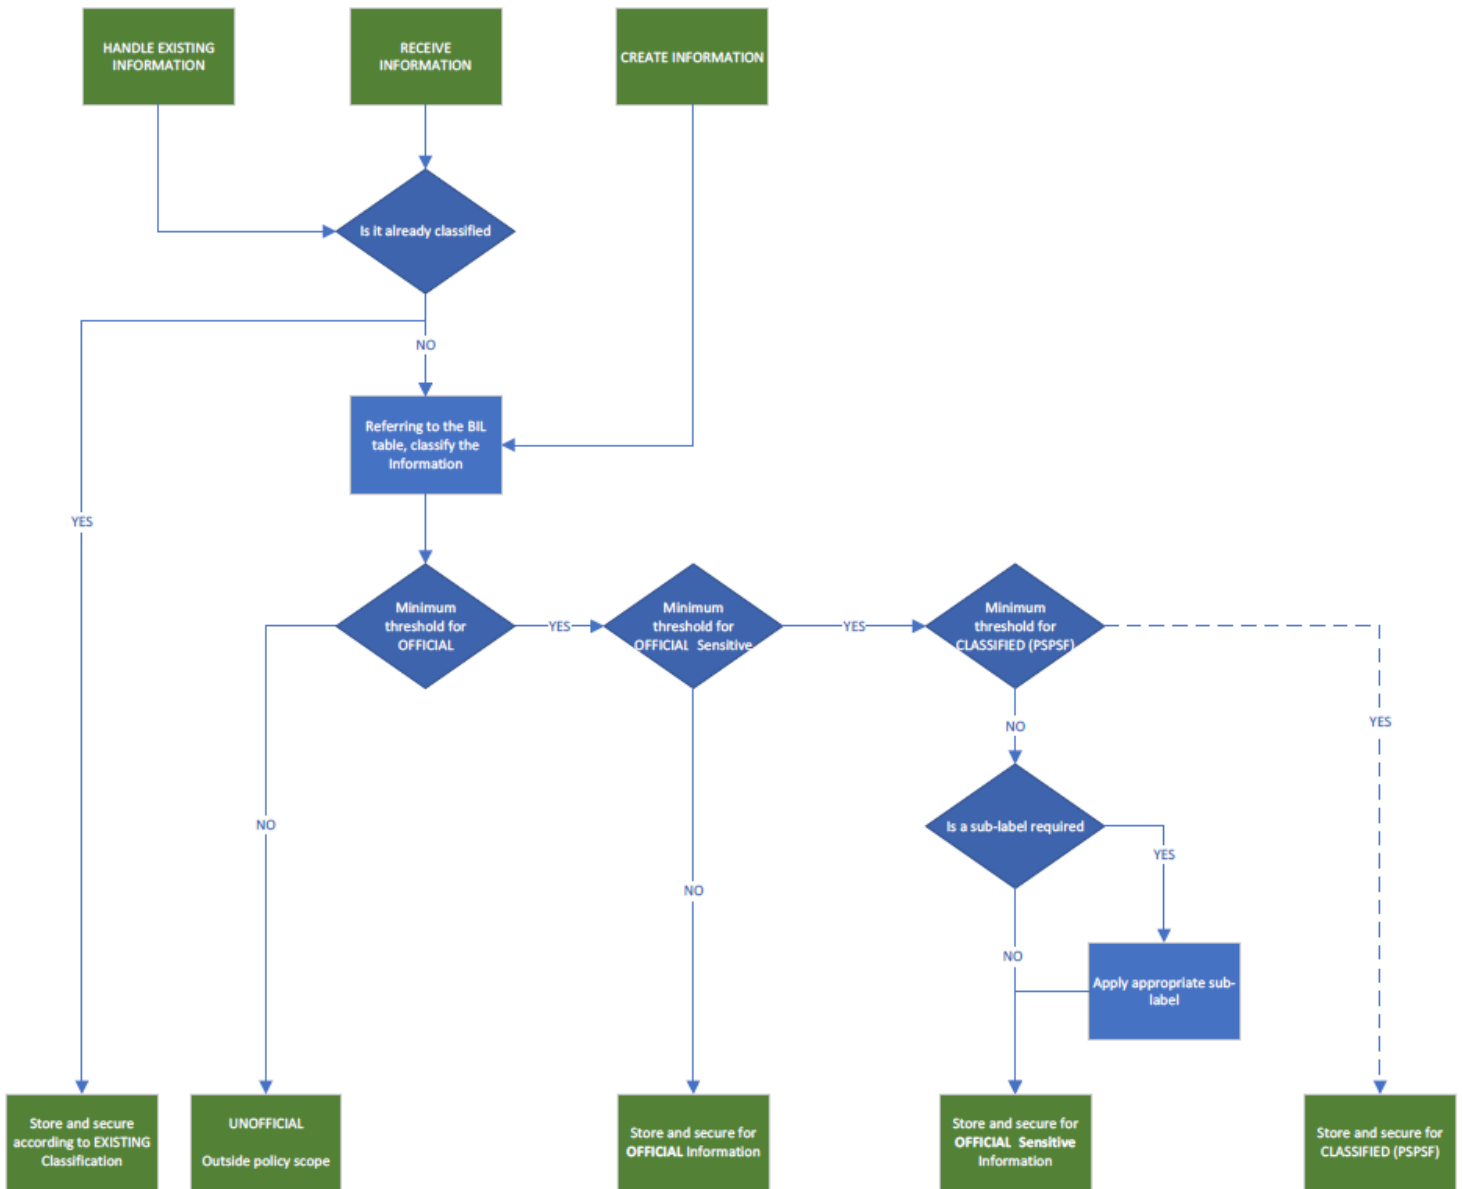 HANDLE EXISTING
INFORMATION
RECEIVE
INFORMATION
CREATE INFORMATION
Is it already classified
NO
Referring to the BIL
table, classify the
Information
YES
Minimum
threshold for
OFFICIAL
YES
Minimum
threshold for
OFFICIAL Sensitive
YES
Minimum
threshold for
CLASSIFIED (PSPSF)
YES
NO
NO
Is a sub-label required
YES
NO
NO
Apply appropriate sub-
label
Store and secure
according to EXISTING
Classification
UNOFFICIAL
Outside policy scope
Store and secure for
OFFICIAL Information
Store and secure for
OFFICIAL Sensitive
Information
Store and secure for
CLASSIFIED (PSPSF)